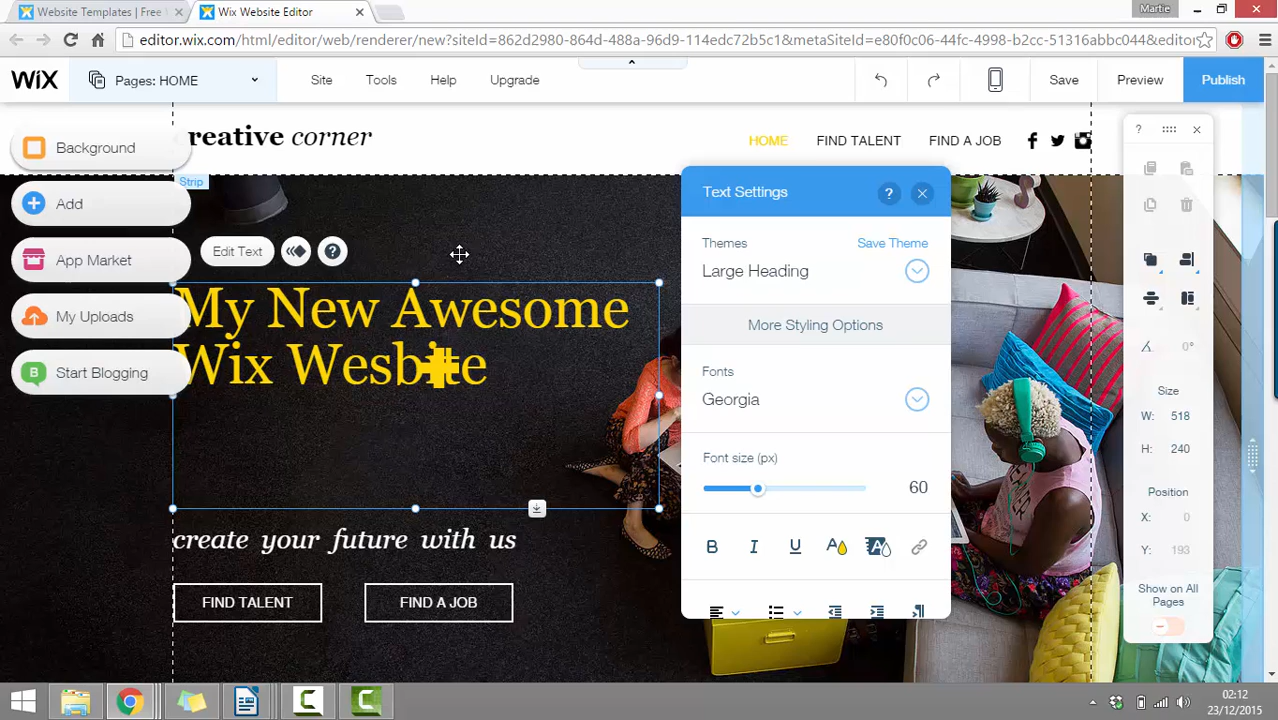 Website Templates | Free
Wix Website Editor
Martie
editor.wix.com/html/editor/web/renderer/new?siteId=862d2980-864d-488a-96d9-114edc72b5c1&metaSiteId=e80f0c06-44fc-4998-b2cc-51316abbc044&editor
WiX
Pages: HOME
Site
Tools
Help
Upgrade
Save
Preview
Publish
reative corner
HOME
FIND TALENT
FIND A JOB
Strip
Background
Add
App Market
My Uploads
Start Blogging
Edit Text
?
My New Awesome
Wix Wesbite
create your future with us
FIND TALENT
FIND A JOB
Text Settings
?
Themes
Save Theme
Large Heading
More Styling Options
Fonts
Georgia
Font size (px)
60
B
I
U
A
A
?
0°
Size
W: 518
H: 240
Position
X: 0
Y: 193
Show on All
Pages
02:12
23/12/2015